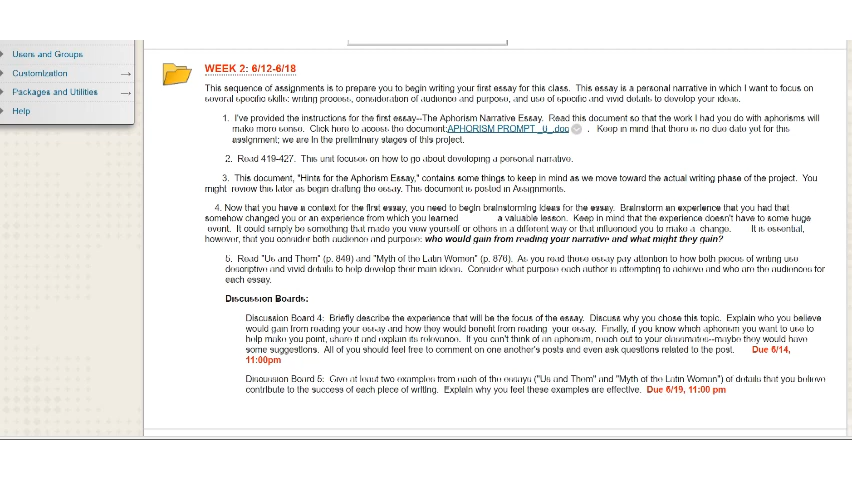 Users and Groups
Customization
Packages and Utilities
Help
WEEK 2: 6/12-6/18
This sequence of assignments is to prepare you to begin writing your first essay for this class. This essay is a personal narrative in which I want to focus on
several specific skills: writing process, consideration of audience and purpose, and use of specific and vivid details to develop your ideas.
1. I've provided the instructions for the first essay--The Aphorism Narrative Essay. Read this document so that the work I had you do with aphorisms will
make more sense. Click here to access the document:APHORISM PROMPT _U_.doc . Keep in mind that there is no due date yet for this
assignment; we are in the preliminary stages of this project.
2. Read 419-427. This unit focuses on how to go about developing a personal narrative.
3. This document, "Hints for the Aphorism Essay," contains some things to keep in mind as we move toward the actual writing phase of the project. You
might review this later as begin drafting the essay. This document is posted in Assignments.
4. Now that you have a context for the first essay, you need to begin brainstorming ideas for the essay. Brainstorm an experience that you had that
somehow changed you or an experience from which you learned a valuable lesson. Keep in mind that the experience doesn't have to some huge
event. It could simply be something that made you view yourself or others in a different way or that influenced you to make a change. It is essential,
however, that you consider both audience and purpose: who would gain from reading your narrative and what might they gain?
5. Read "Us and Them" (p. 849) and "Myth of the Latin Woman" (p. 876). As you read these essay pay attention to how both pieces of writing use
descriptive and vivid details to help develop their main ideas. Consider what purpose each author is attempting to achieve and who are the audiences for
each essay.
Discussion Boards:
Discussion Board 4: Briefly describe the experience that will be the focus of the essay. Discuss why you chose this topic. Explain who you believe
would gain from reading your essay and how they would benefit from reading your essay. Finally, if you know which aphorism you want to use to
help make you point, share it and explain its relevance. If you can't think of an aphorism, reach out to your classmates--maybe they would have
some suggestions. All of you should feel free to comment on one another's posts and even ask questions related to the post. Due 6/14,
11:00pm
Discussion Board 5: Give at least two examples from each of the essays ("Us and Them" and "Myth of the Latin Woman") of details that you believe
contribute to the success of each piece of writing. Explain why you feel these examples are effective. Due 6/19, 11:00 pm